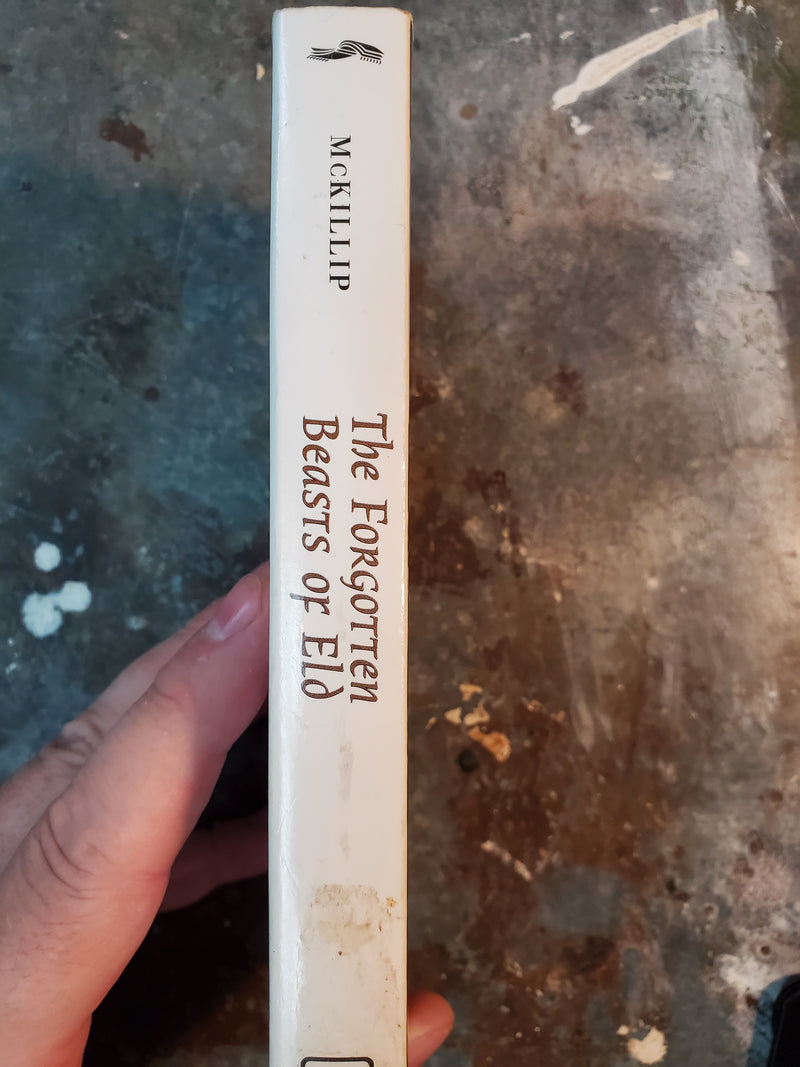 McKILLIP
The Forgotten
Beasts of Eld